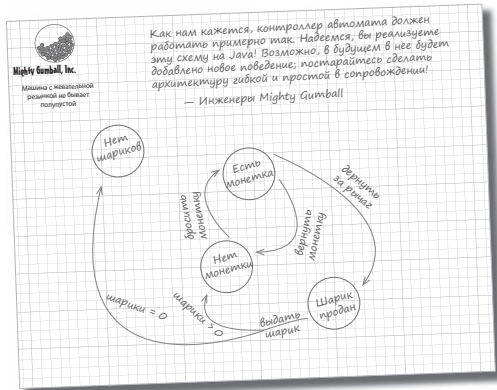 Как нам кажется, контроллер автомата должен
работать примерно так. Надеемся, вы реализуете
эту схему на Java! Возможно, в будущем в нее будет
добавлено новое поведение; постарайтесь сделать
архитектуру гибкой и простой в сопровождении!
— Инженеры Mighty Gumball
Mighty Gumball, Inc.
Машина с жевательной
резинкой не бывает
полупустой
Нет
шариков
Есть
монетка
дернуть
за рычаг
бросить
монетку
вернуть
монетку
Нет
монетки
Шарик
продан
шарики = 0
шарики > 0
выдать
шарик